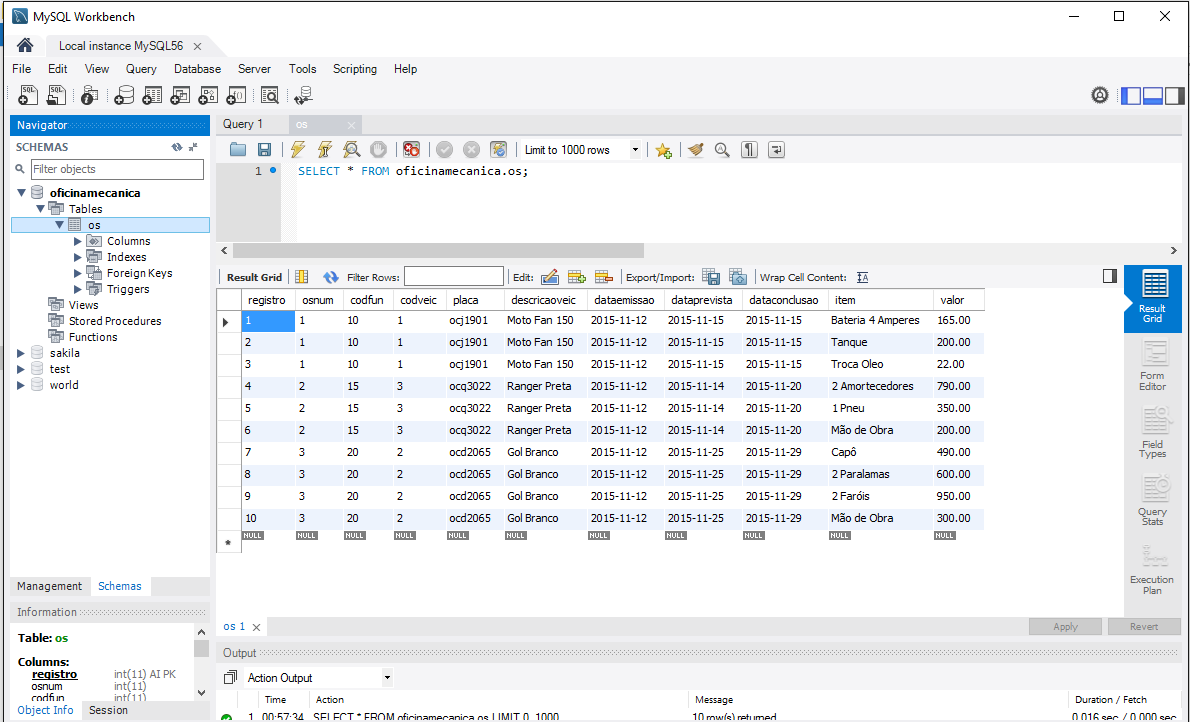 MySQL Workbench
Local instance MySQL56
File Edit View Query Database Server Tools Scripting Help
Navigator
SCHEMAS
Filter objects
oficinamecanica
Tables
os
Columns
Indexes
Foreign Keys
Triggers
Views
Stored Procedures
Functions
sakila
test
world
Management Schemas
Information
Table: os
Columns:
registro int(11) AI PK
osnum int(11)
codfun int(11)
Object Info Session
Query 1 os
Limit to 1000 rows
1 SELECT * FROM oficinamecanica.os;
Result Grid Filter Rows: Edit: Export/Import: Wrap Cell Content:
registro osnum codfun codveic placa descricaoveic dataemissao dataprevista dataconclusao item valor
1 1 10 1 ocj1901 Moto Fan 150 2015-11-12 2015-11-15 2015-11-15 Bateria 4 Amperes 165.00
2 1 10 1 ocj1901 Moto Fan 150 2015-11-12 2015-11-15 2015-11-15 Tanque 200.00
3 1 10 1 ocj1901 Moto Fan 150 2015-11-12 2015-11-15 2015-11-15 Troca Oleo 22.00
4 2 15 3 ocq3022 Ranger Preta 2015-11-12 2015-11-14 2015-11-20 2 Amortecedores 790.00
5 2 15 3 ocq3022 Ranger Preta 2015-11-12 2015-11-14 2015-11-20 1 Pneu 350.00
6 2 15 3 ocq3022 Ranger Preta 2015-11-12 2015-11-14 2015-11-20 Mão de Obra 200.00
7 3 20 2 ocd2065 Gol Branco 2015-11-12 2015-11-25 2015-11-29 Capô 490.00
8 3 20 2 ocd2065 Gol Branco 2015-11-12 2015-11-25 2015-11-29 2 Paralamas 600.00
9 3 20 2 ocd2065 Gol Branco 2015-11-12 2015-11-25 2015-11-29 2 Faróis 950.00
10 3 20 2 ocd2065 Gol Branco 2015-11-12 2015-11-25 2015-11-29 Mão de Obra 300.00
NULL NULL NULL NULL NULL NULL NULL NULL NULL NULL NULL
Result
Grid
Form
Editor
Field
Types
Query
Stats
Execution
Plan
os 1 Apply Revert
Output
Action Output
Time Action Message Duration / Fetch
1 00:57:34 SELECT * FROM oficinamecanica.os LIMIT 0, 1000 10 row(s) returned 0.016 sec / 0.000 sec